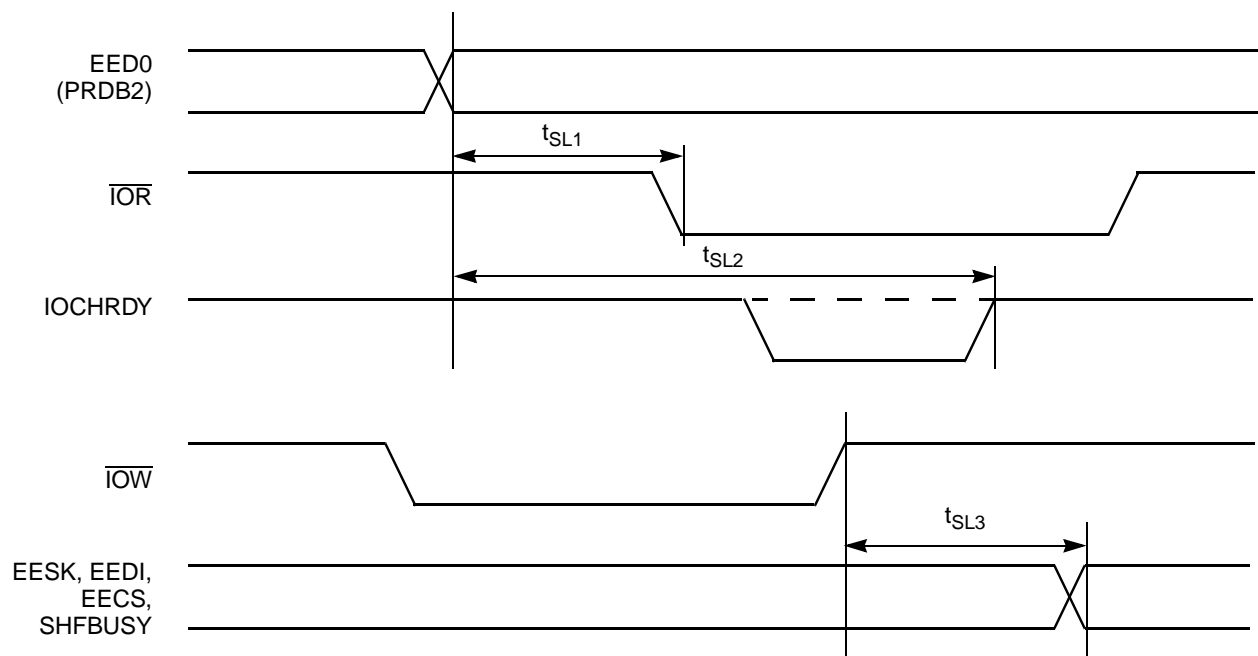 EED0
(PRDB2)
tSL1
IOR
tSL2
IOCHRDY
IOW
tSL3
EESK, EEDI,
EECS,
SHFBUSY